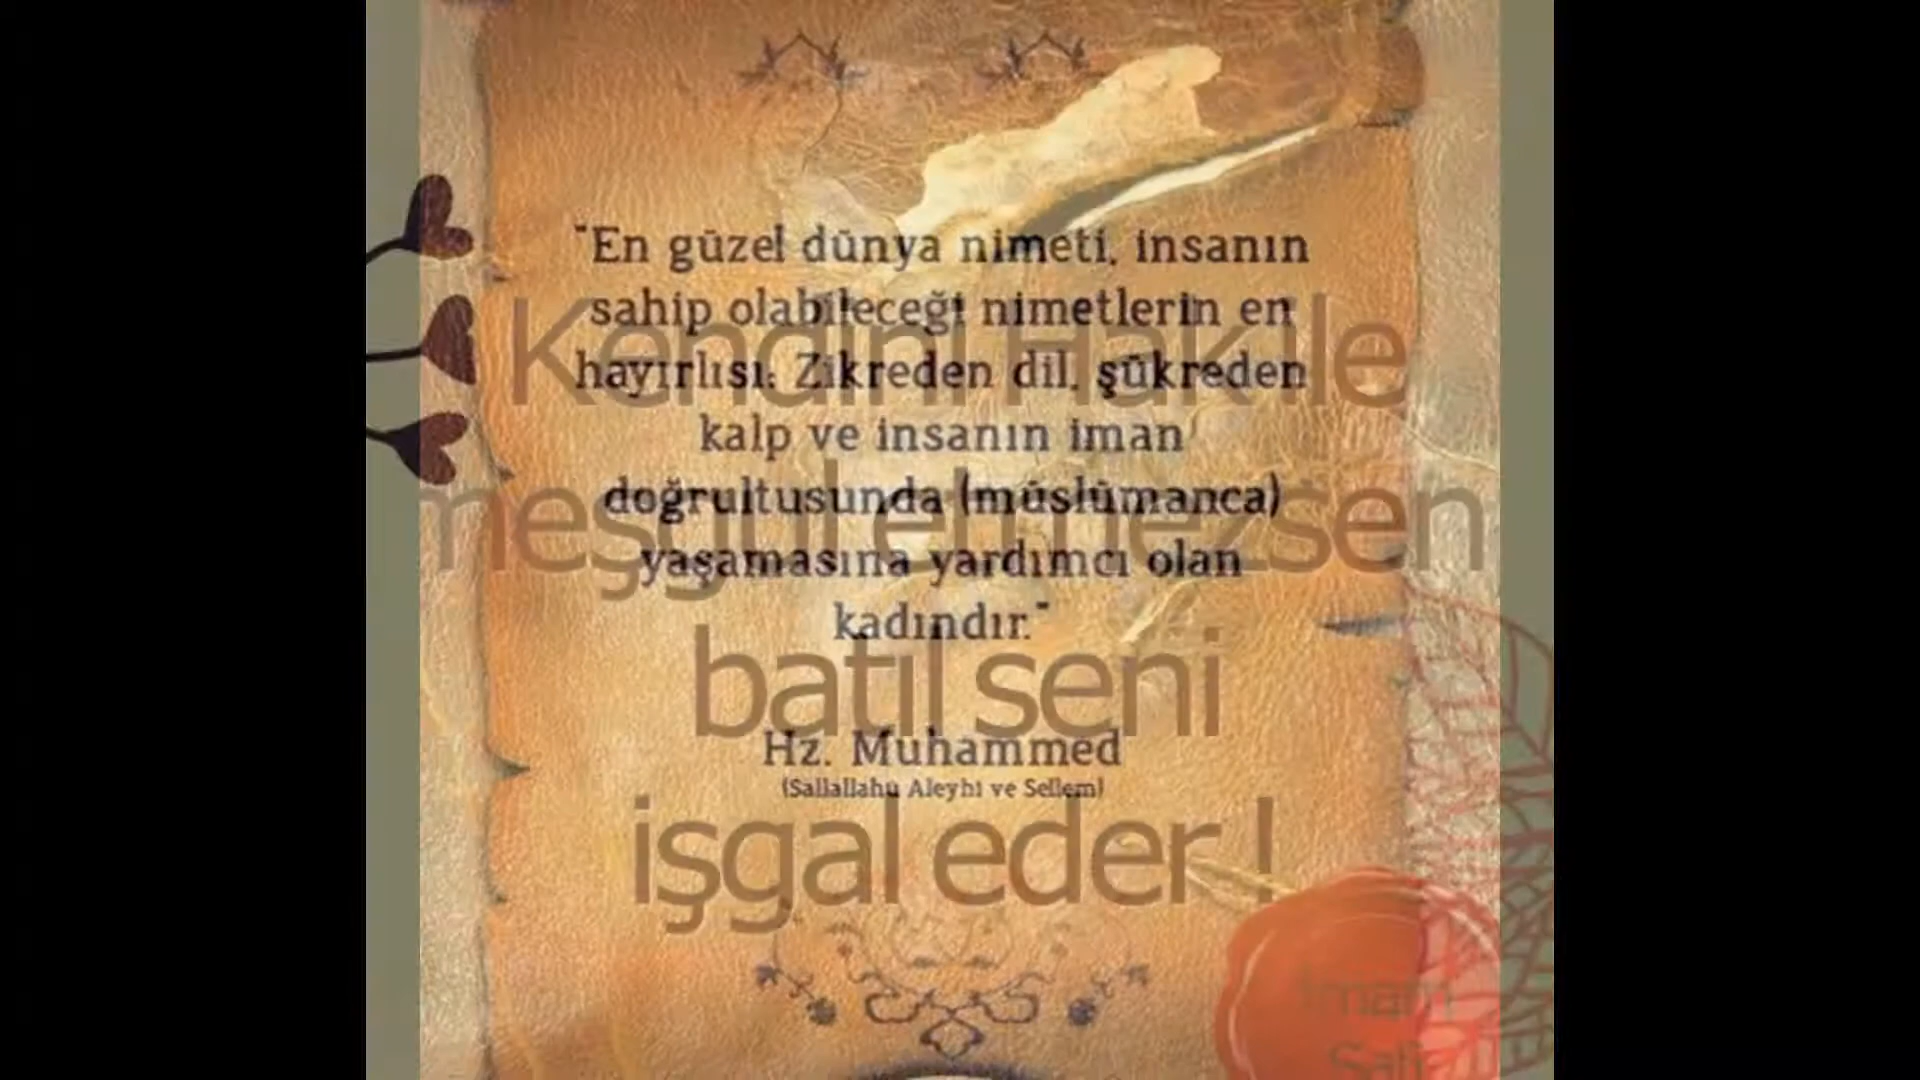 "En güzel dünya nimeti, insanın
sahip olabileceği nimetlerin en
hayırlısı: Zikreden dil, şükreden
kalp ve insanın iman
doğrultusunda (müslümanca)
yaşamasına yardımcı olan
kadındır."
Hz. Muhammed
(Sallallahu Aleyhi ve Sellem)
Kendini Hak ile
meşgul etmezsen
batıl seni
işgal eder !
İmam